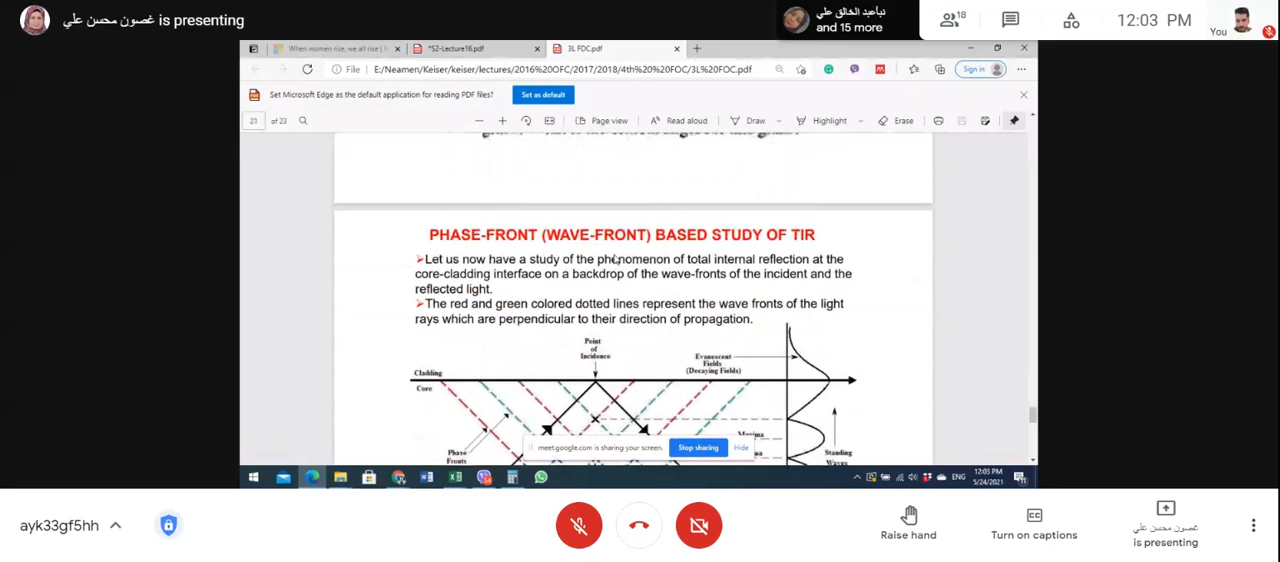 غصون محسن علي is presenting
نبأعبد الخالق علي
and 15 more
18
12:03 PM
You
When women rise, we all rise
*S2-Lecture16.pdf
3L FOC.pdf
File
E:/Neamen/Keiser/keiser/lectures/2016%20OFC/2017/2018/4th%20%20FOC/3L%20FOC.pdf
Sign in
Set Microsoft Edge as the default application for reading PDF files?
Set as default
21 of 23
Page view
Read aloud
Draw
Highlight
Erase
PHASE-FRONT (WAVE-FRONT) BASED STUDY OF TIR
➢Let us now have a study of the phenomenon of total internal reflection at the
core-cladding interface on a backdrop of the wave-fronts of the incident and the
reflected light.
➢The red and green colored dotted lines represent the wave fronts of the light
rays which are perpendicular to their direction of propagation.
Point
of
Incidence
Evanescent
Fields
(Decaying Fields)
Cladding
Core
Phase
Fronts
Maxima
Standing
Waves
meet.google.com is sharing your screen.
Stop sharing
Hide
ENG
12:03 PM
5/24/2021
ayk33gf5hh
Raise hand
Turn on captions
غصون محسن علي
is presenting